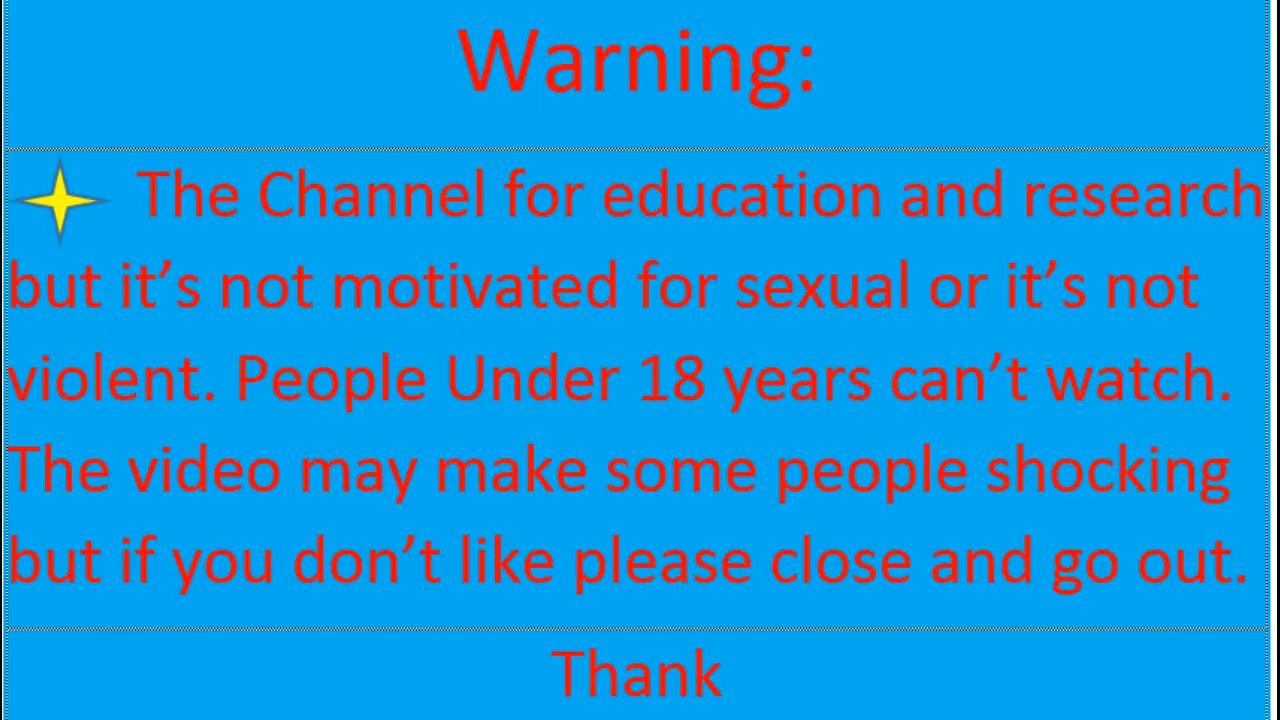 Warning:
The Channel for education and research
but it’s not motivated for sexual or it’s not
violent. People Under 18 years can’t watch.
The video may make some people shocking
but if you don’t like please close and go out.
Thank